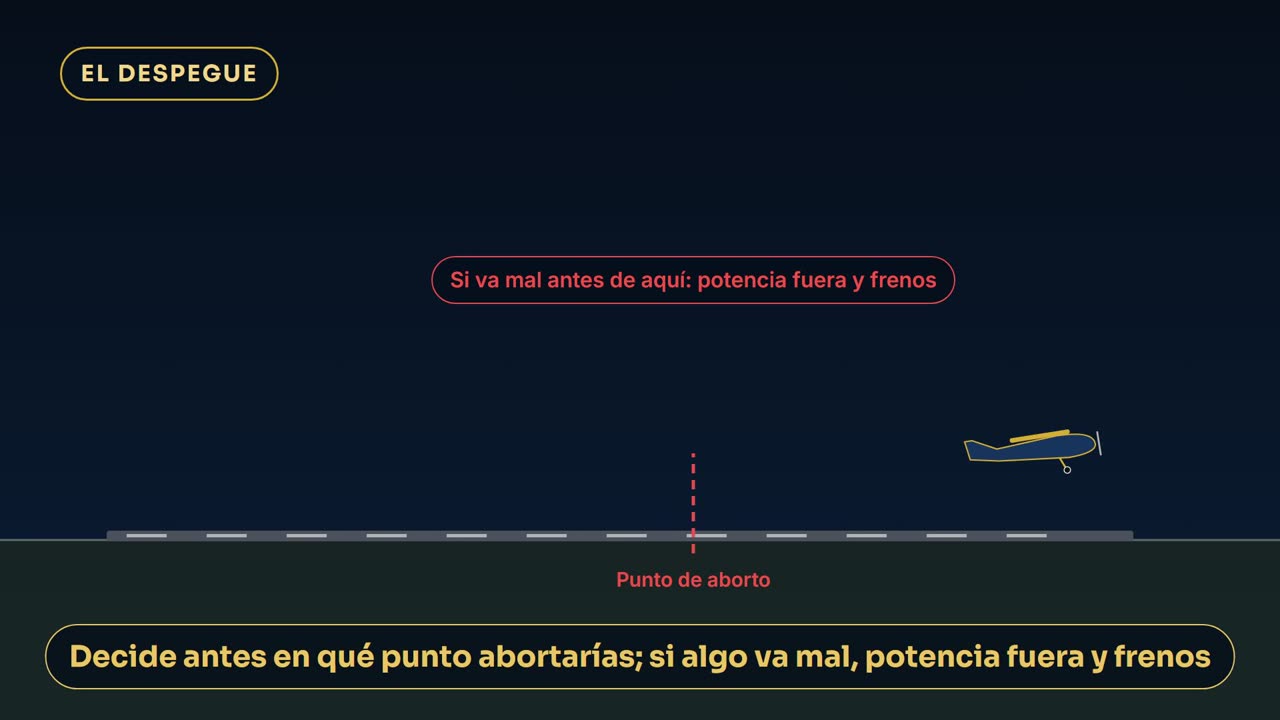 EL DESPEGUE
Si va mal antes de aquí: potencia fuera y frenos
Punto de aborto
Decide antes en qué punto abortarías; si algo va mal, potencia fuera y frenos